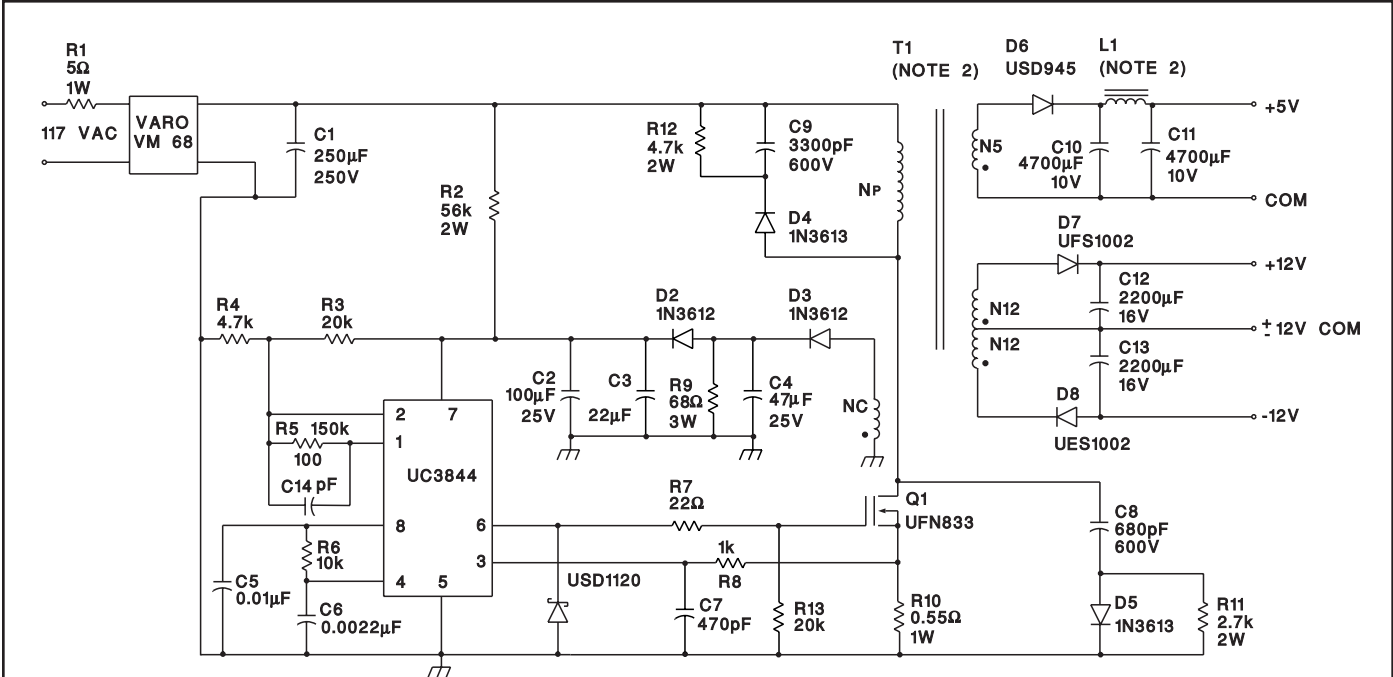 R1
5Ω
1W
117 VAC
VARO
VM 68
C1
250µF
250V
R2
56k
2W
R12
4.7k
2W
C9
3300pF
600V
D4
1N3613
NP
T1
(NOTE 2)
D6
USD945
L1
(NOTE 2)
N5
C10
4700µF
10V
C11
4700µF
10V
+5V
COM
D7
UFS1002
N12
N12
C12
2200µF
16V
C13
2200µF
16V
D8
UES1002
+12V
± 12V COM
-12V
R4
4.7k
R3
20k
D2
1N3612
D3
1N3612
C2
100µF
25V
C3
22µF
R9
68Ω
3W
C4
47µF
25V
NC
2
7
1
UC3844
8
6
3
4
5
R5 150k
100
C14 pF
R6
10k
C5
0.01µF
C6
0.0022µF
USD1120
R7
22Ω
1k
R8
C7
470pF
R13
20k
Q1
UFN833
R10
0.55Ω
1W
C8
680pF
600V
D5
1N3613
R11
2.7k
2W